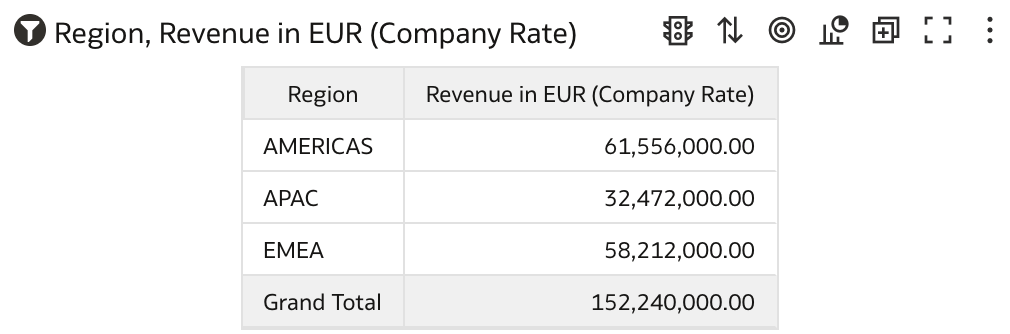 Region, Revenue in EUR (Company Rate)
Region Revenue in EUR (Company Rate)
AMERICAS 61,556,000.00
APAC 32,472,000.00
EMEA 58,212,000.00
Grand Total 152,240,000.00